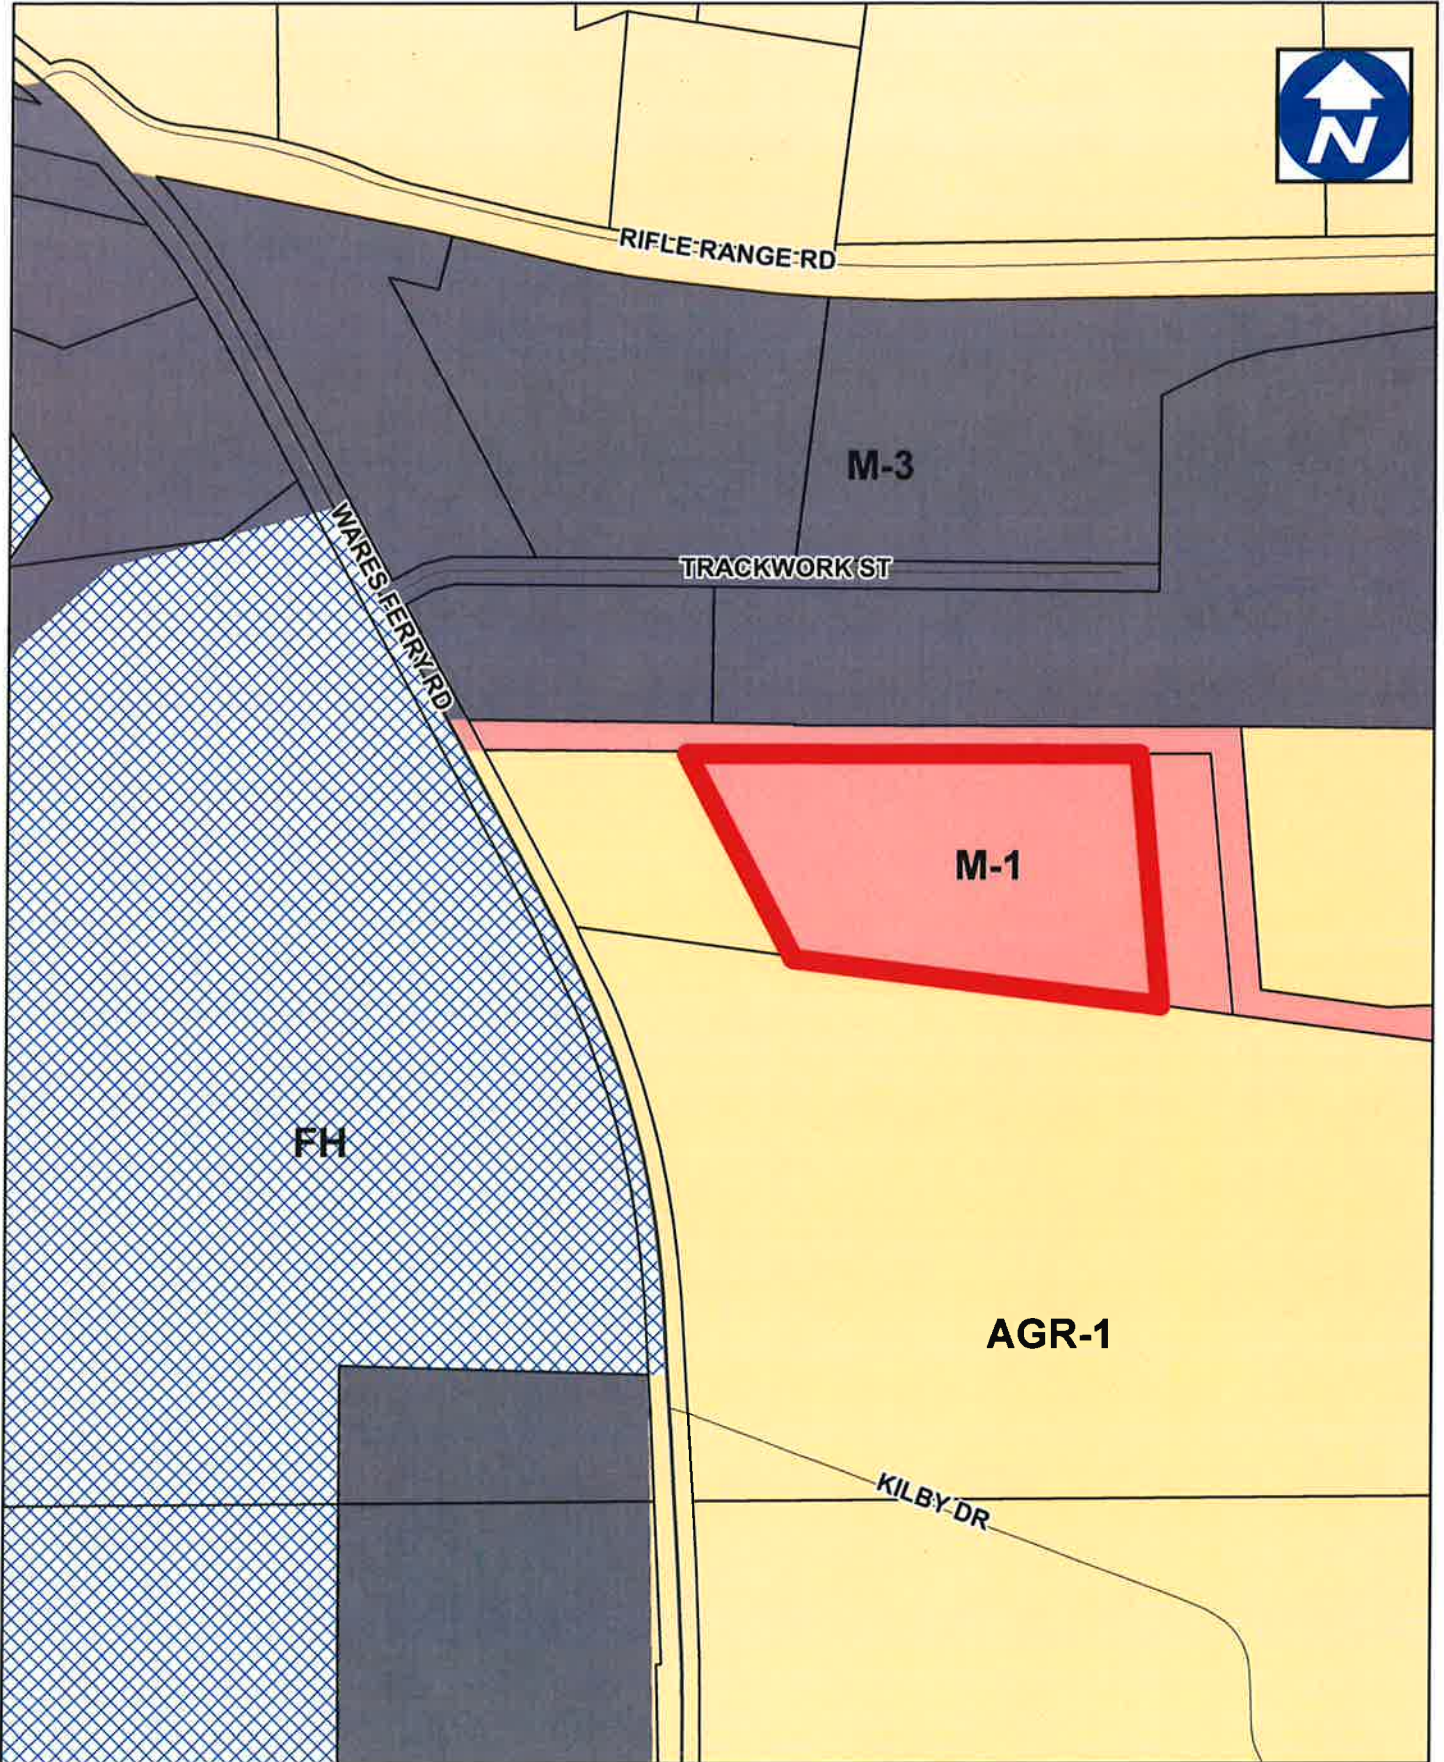 N
RIFLE RANGE RD
M-3
TRACKWORK ST
WARES FERRY RD
M-1
FH
AGR-1
KILBY DR